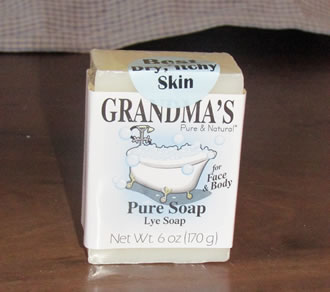 Best
Dry, Itchy
Skin
GRANDMA'S
Pure & Natural™
for
Face
& Body
Pure Soap
Lye Soap
Net Wt. 6 oz (170 g)